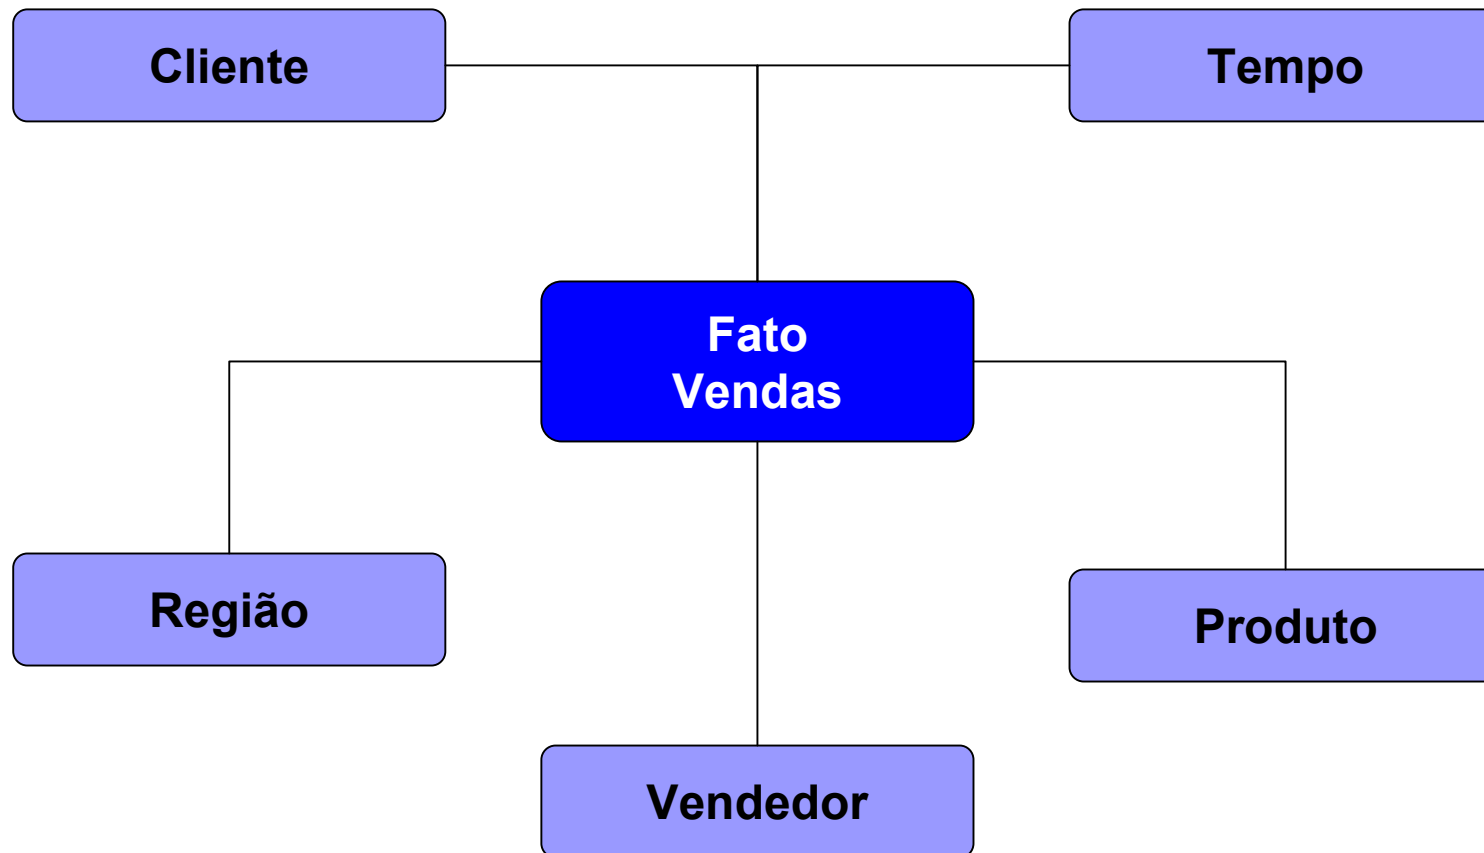 Cliente
Tempo
Fato
Vendas
Região
Produto
Vendedor